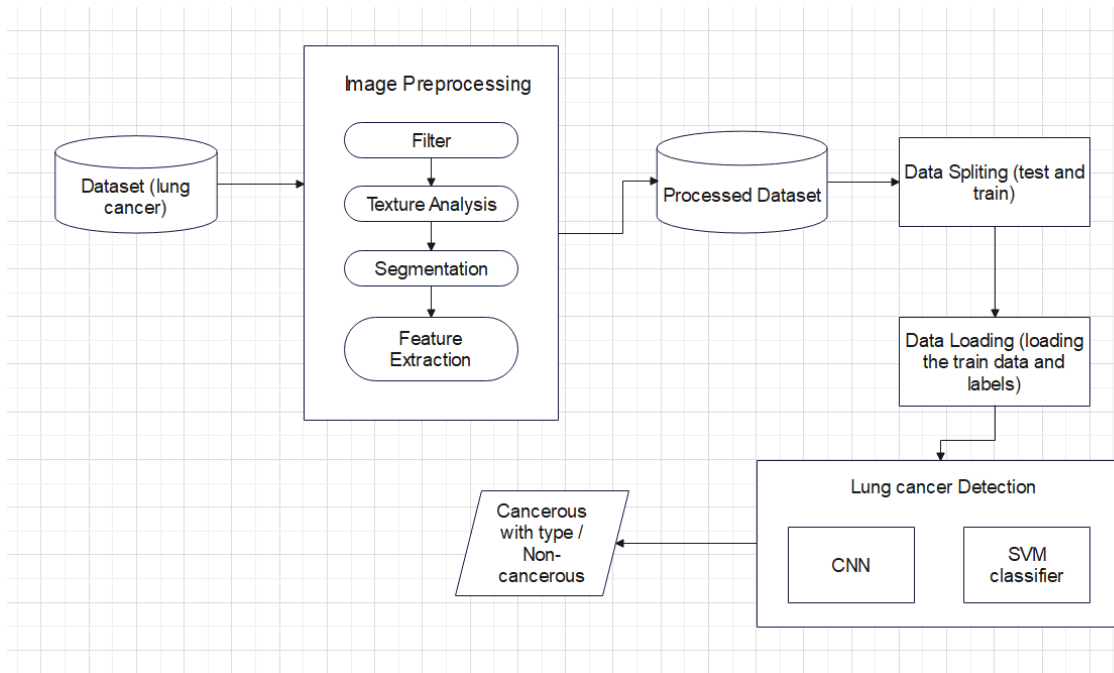 Image Preprocessing
Filter
Texture Analysis
Segmentation
Feature
Extraction
Dataset (lung
cancer)
Processed Dataset
Data Spliting (test and
train)
Data Loading (loading
the train data and
labels)
Lung cancer Detection
CNN
SVM
classifier
Cancerous
with type /
Non-
cancerous